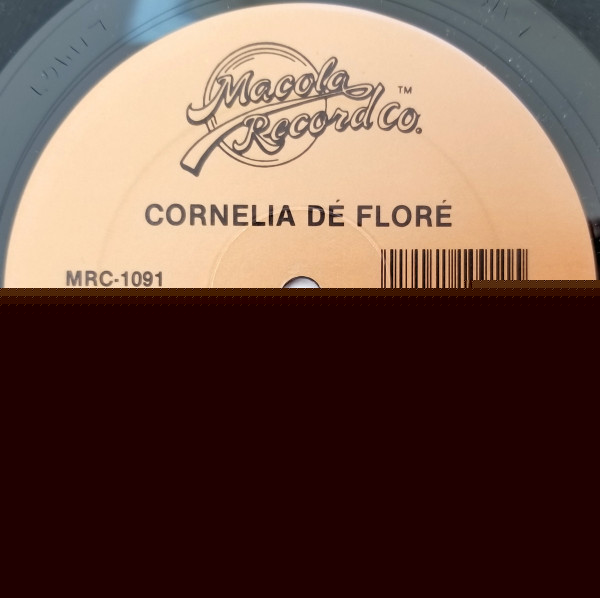 Macola
Record Co.™
CORNELIA DÉ FLORÉ
MRC-1091